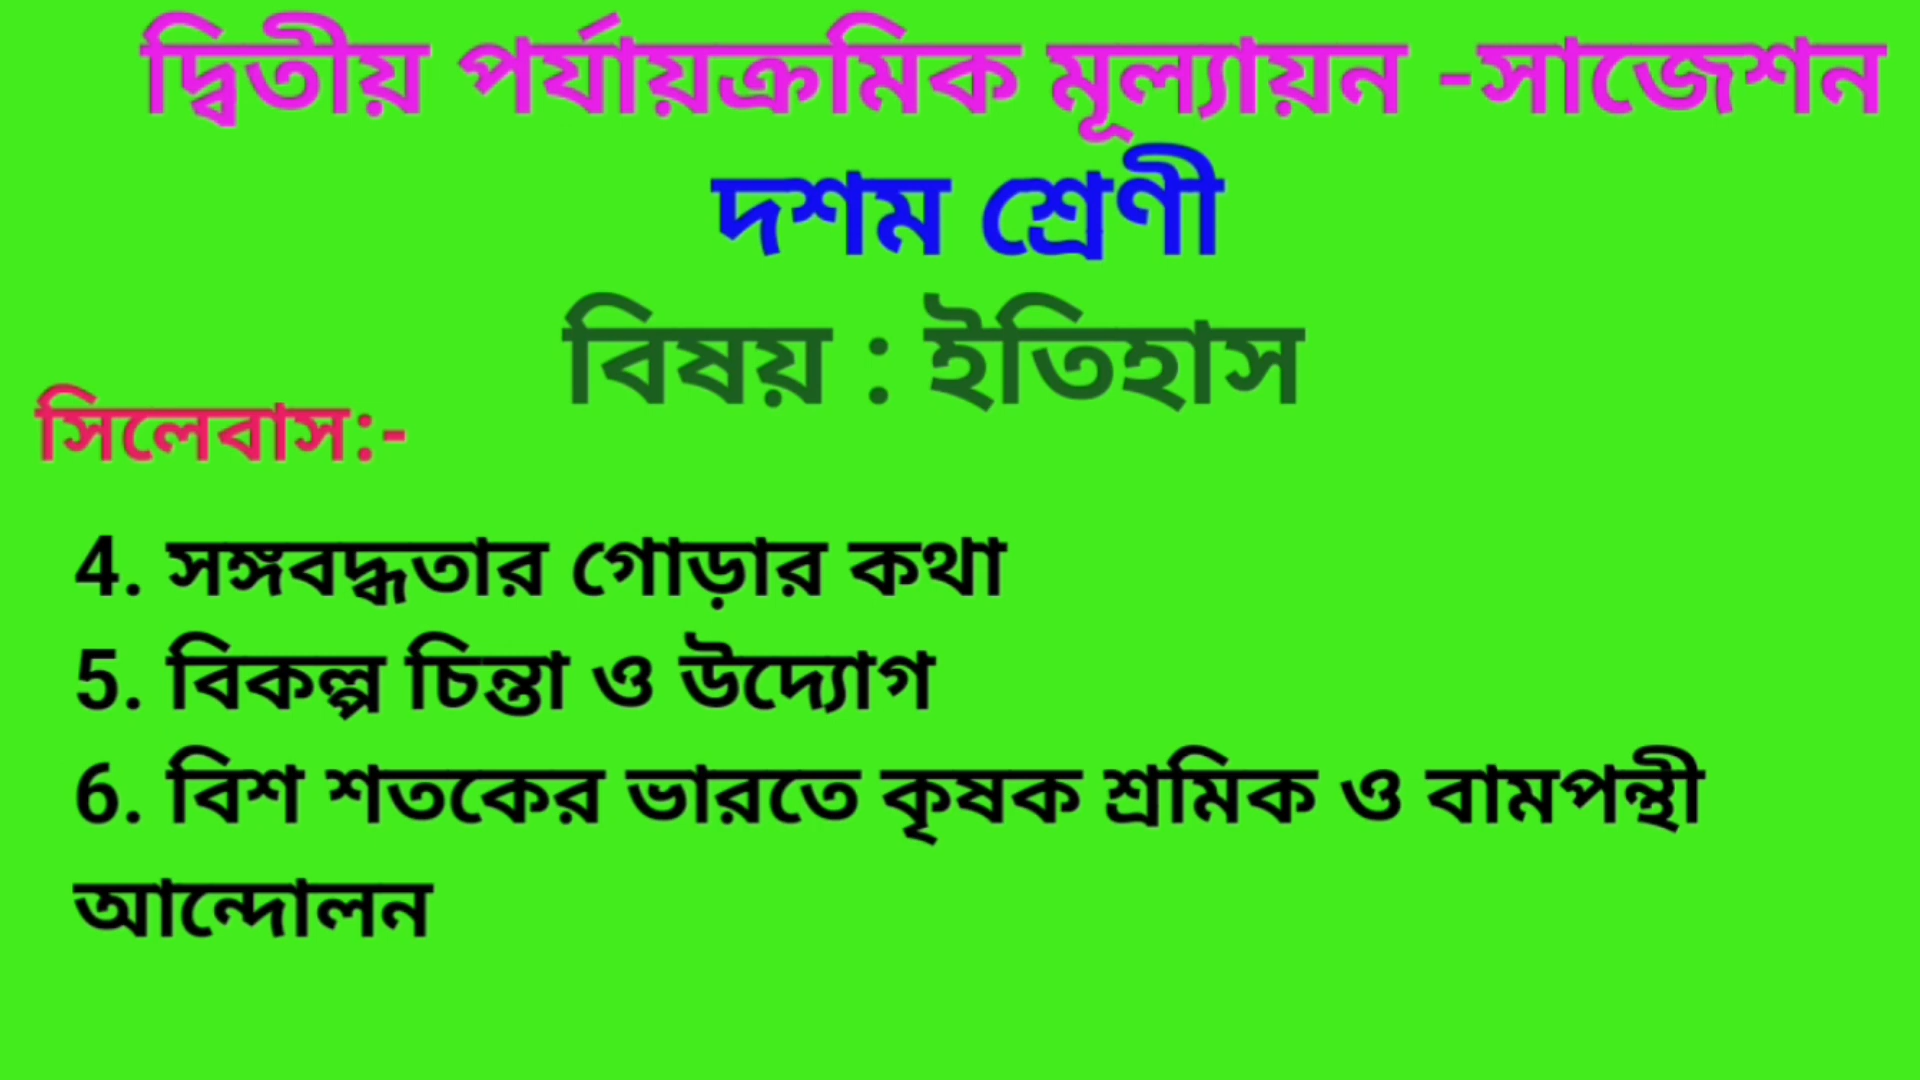 দ্বিতীয় পর্যায়ক্রমিক মূল্যায়ন -সাজেশন
দশম শ্রেণী
বিষয় : ইতিহাস
সিলেবাস:-
4. সঙ্গবদ্ধতার গোড়ার কথা
5. বিকল্প চিন্তা ও উদ্যোগ
6. বিশ শতকের ভারতে কৃষক শ্রমিক ও বামপন্থী
আন্দোলন